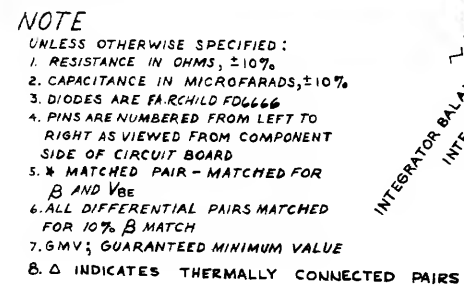 NOTE
UNLESS OTHERWISE SPECIFIED:
1. RESISTANCE IN OHMS, ±10%
2. CAPACITANCE IN MICROFARADS, ±10%
3. DIODES ARE FAIRCHILD FD6666
4. PINS ARE NUMBERED FROM LEFT TO
RIGHT AS VIEWED FROM COMPONENT
SIDE OF CIRCUIT BOARD
5. * MATCHED PAIR - MATCHED FOR
β AND VBE
6. ALL DIFFERENTIAL PAIRS MATCHED
FOR 10% β MATCH
7. GMV; GUARANTEED MINIMUM VALUE
8. Δ INDICATES THERMALLY CONNECTED PAIRS
INTEGRATOR